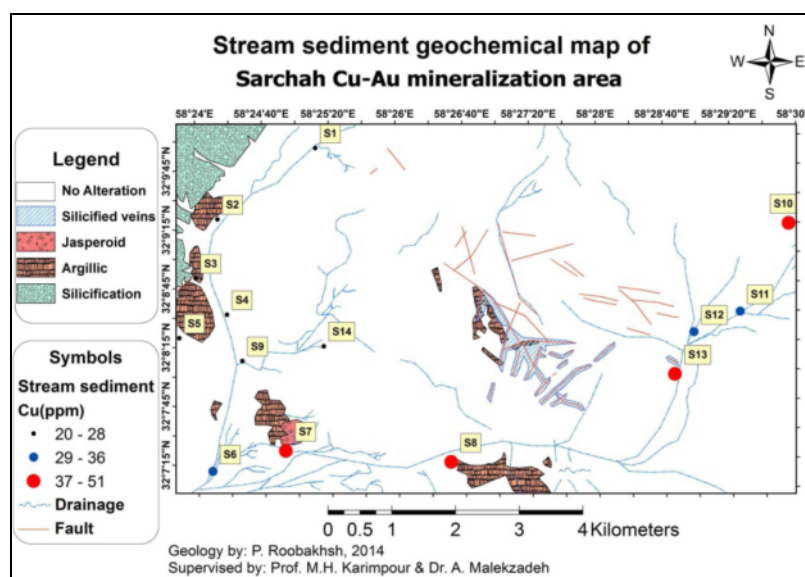 Stream sediment geochemical map of
Sarchah Cu-Au mineralization area
N
W E
S
58°24'E 58°24'40"E 58°25'20"E 58°26'E 58°26'40"E 58°27'20"E 58°28'E 58°28'40"E 58°29'20"E 58°30
32°9'45"N
32°9'15"N
32°8'45"N
32°8'15"N
32°7'45"N
32°7'15"N
Legend
No Alteration
Silicified veins
Jasperoid
Argillic
Silicification
Symbols
Stream sediment
Cu(ppm)
20 - 28
29 - 36
37 - 51
Drainage
Fault
S1
S2
S3
S4
S5
S9
S14
S6
S7
S8
S10
S11
S12
S13
0 0.5 1 2 3 4 Kilometers
Geology by: P. Roobakhsh, 2014
Supervised by: Prof. M.H. Karimpour & Dr. A. Malekzadeh